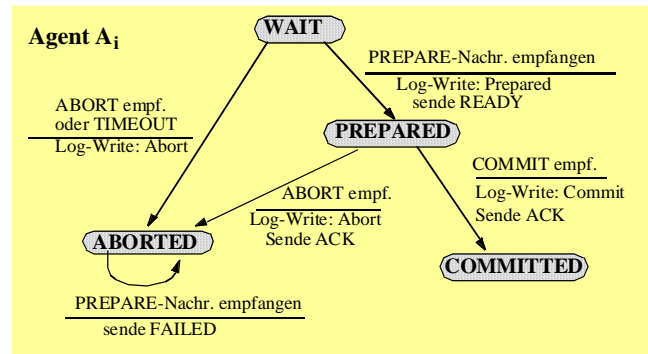 WAIT
Agent Ai
PREPARE-Nachr. empfangen
Log-Write: Prepared
sende READY
ABORT empf.
oder TIMEOUT
Log-Write: Abort
PREPARED
COMMIT empf.
Log-Write: Commit
Sende ACK
ABORT empf.
Log-Write: Abort
Sende ACK
ABORTED
COMMITTED
PREPARE-Nachr. empfangen
sende FAILED